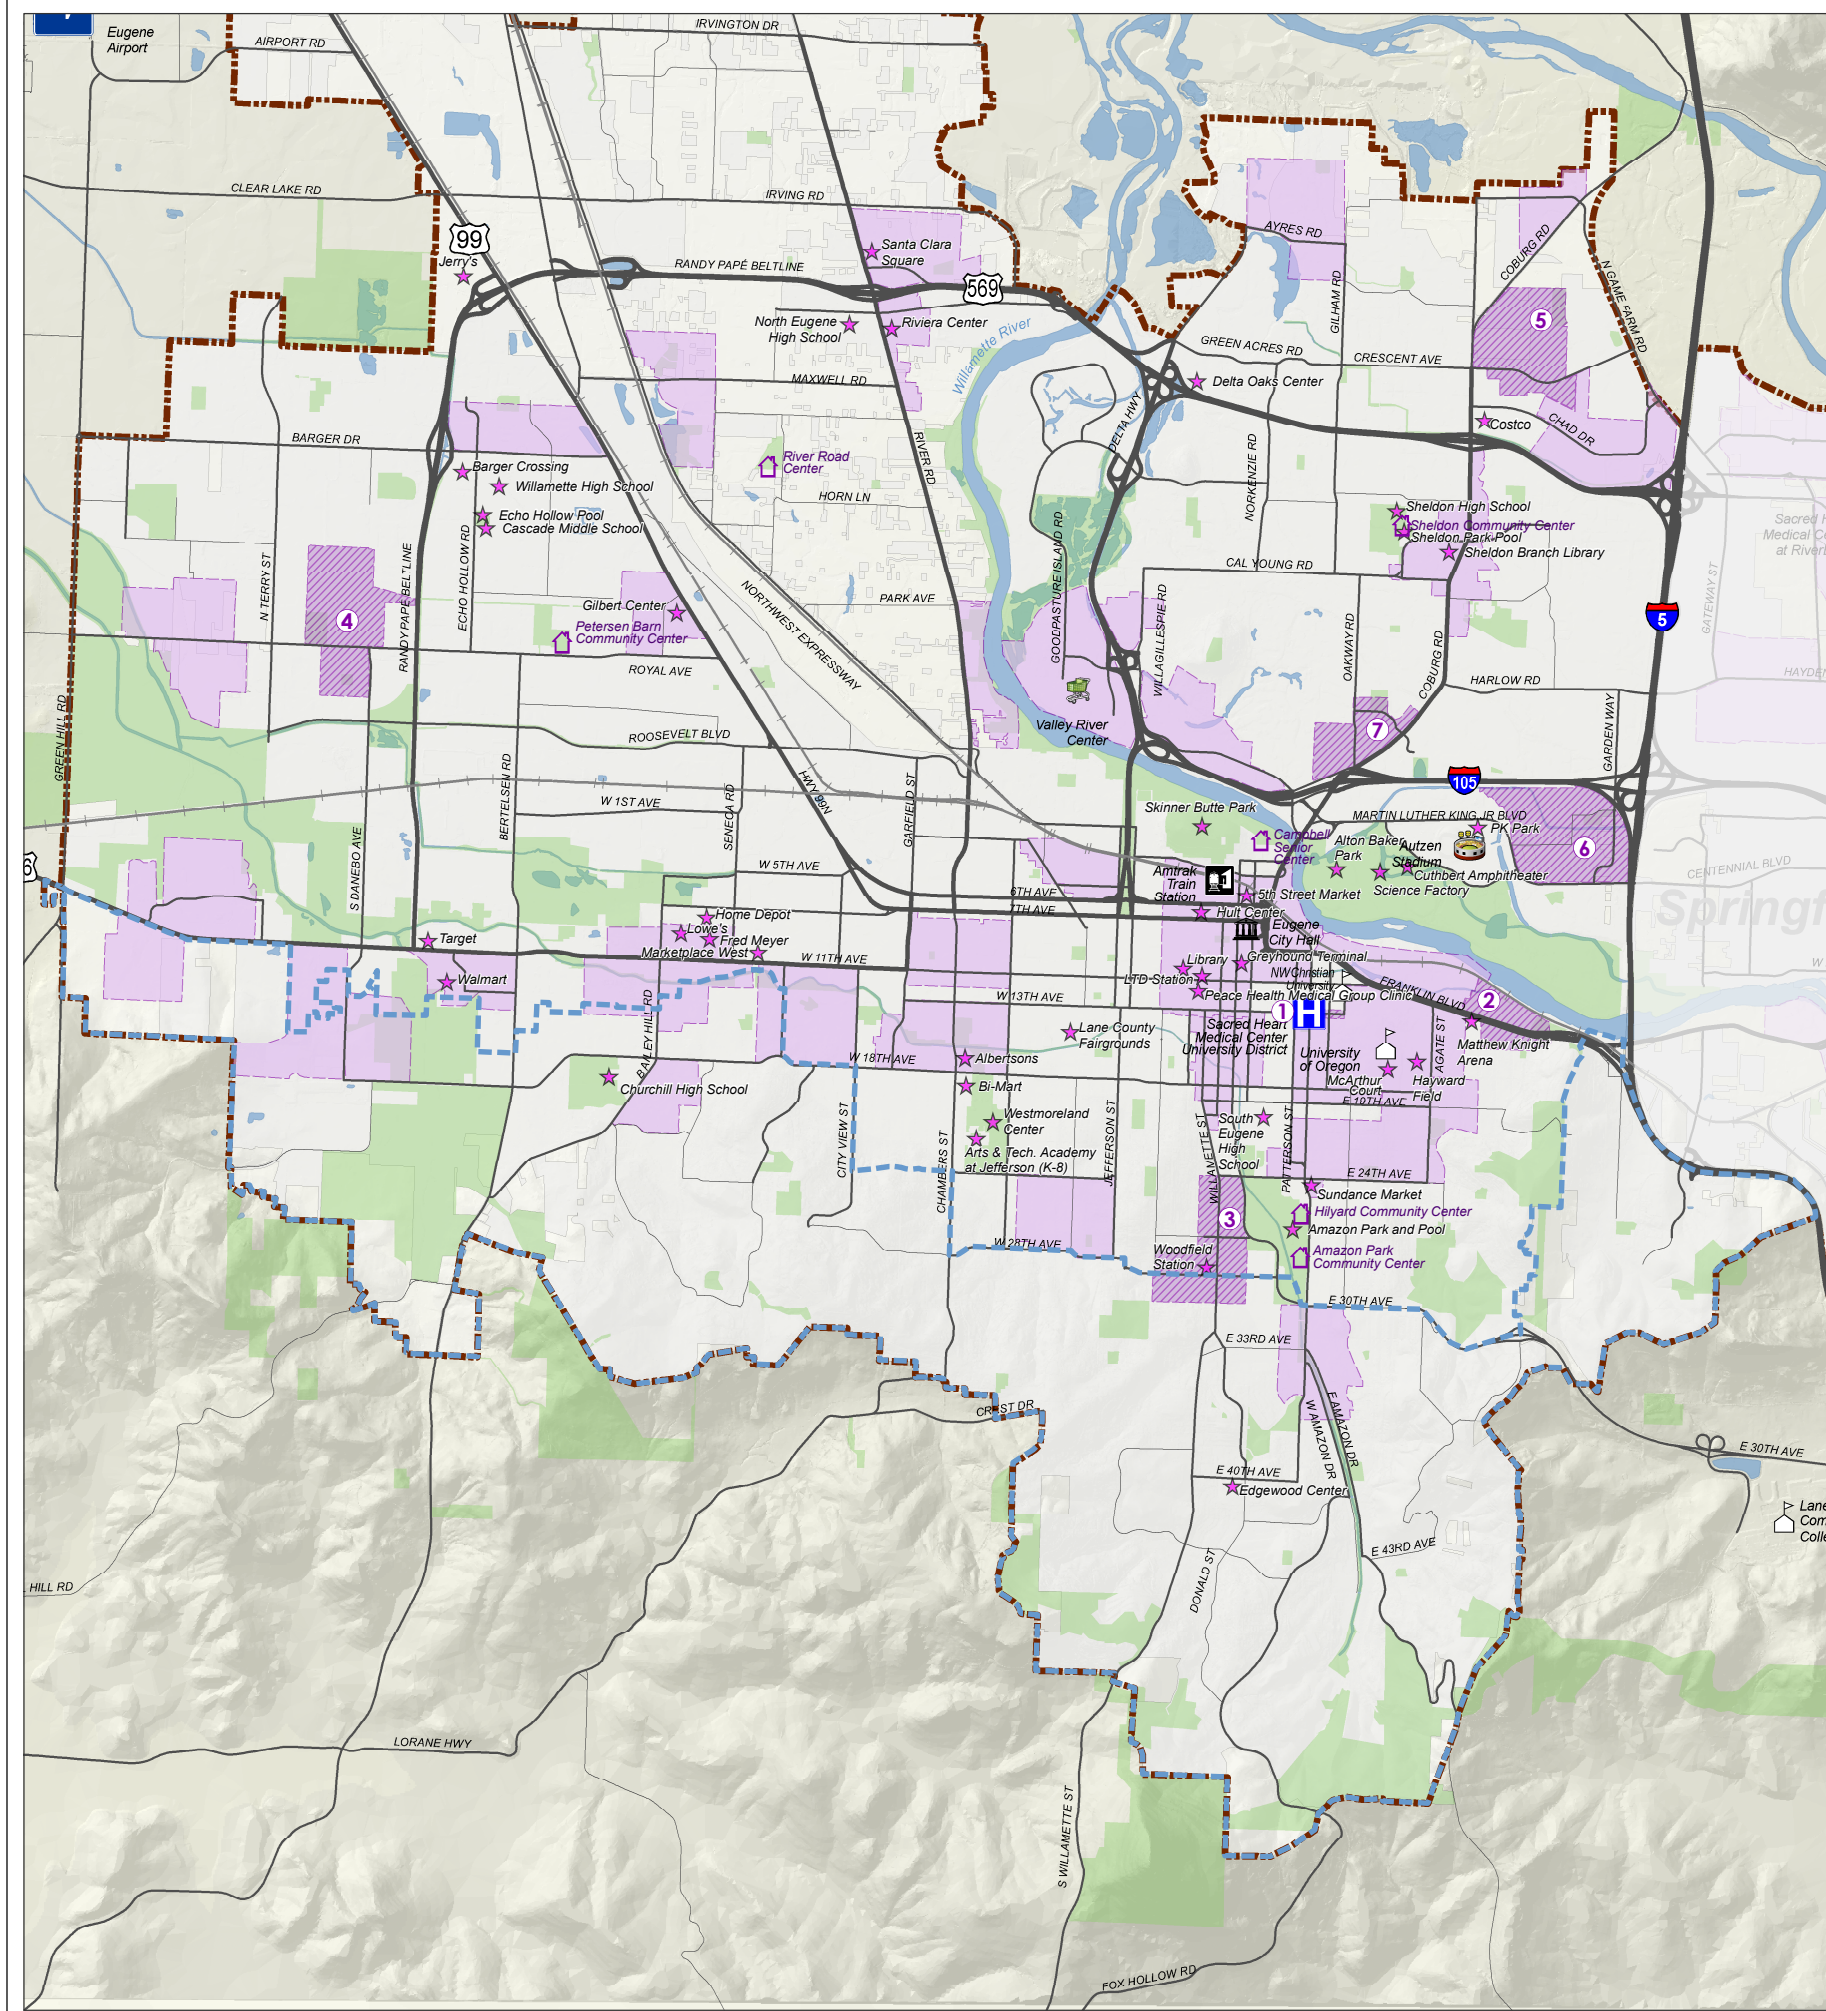 Eugene
Airport
AIRPORT RD
IRVINGTON DR
CLEAR LAKE RD
IRVING RD
99
Jerry's
Santa Clara
Square
RANDY PAPÉ BELTLINE
569
AYRES RD
COBURG RD
N GAME FARM RD
GILHAM RD
5
North Eugene
High School
Riviera Center
Willamette River
GREEN ACRES RD
CRESCENT AVE
MAXWELL RD
Delta Oaks Center
DELTA HWY
Costco
CHAD DR
BARGER DR
RIVER RD
Barger Crossing
Willamette High School
River Road
Center
HORN LN
NORKENZIE RD
Echo Hollow Pool
Cascade Middle School
Sheldon High School
Sheldon Community Center
Sheldon Park Pool
Sheldon Branch Library
GOODPASTURE ISLAND RD
CAL YOUNG RD
N TERRY ST
RANDY PAPE BELTLINE
ECHO HOLLOW RD
NORTHWEST EXPRESSWAY
PARK AVE
WILLAGILLESPIE RD
OAKWAY RD
COBURG RD
5
GATEWAY ST
4
Gilbert Center
Petersen Barn
Community Center
ROYAL AVE
HARLOW RD
GREEN HILL RD
Valley River
Center
7
GARDEN WAY
ROOSEVELT BLVD
HWY 99N
BERTELSEN RD
SENECA RD
GARFIELD ST
W 1ST AVE
105
Skinner Butte Park
MARTIN LUTHER KING JR BLVD
PK Park
Campbell
Senior
Center
Alton Baker
Park
Autzen
Stadium
6
CENTENNIAL BLVD
S DANEBO AVE
W 5TH AVE
Amtrak
Train
Station
Cuthbert Amphitheater
Science Factory
6TH AVE
5th Street Market
7TH AVE
Hult Center
Home Depot
Lowe's
Fred Meyer
Marketplace West
Eugene
City Hall
Target
W 11TH AVE
Library
Greyhound Terminal
Walmart
LTD Station
NW Christian
University
FRANKLIN BLVD
W 13TH AVE
Peace Health Medical Group Clinic
1
H
2
Sacred Heart
Medical Center
University District
Lane County
Fairgrounds
BAILEY HILL RD
AGATE ST
Matthew Knight
Arena
University
of Oregon
W 18TH AVE
Albertsons
McArthur
Court
Hayward
Field
Churchill High School
Bi-Mart
E 19TH AVE
CITY VIEW ST
CHAMBERS ST
Westmoreland
Center
Arts & Tech. Academy
at Jefferson (K-8)
JEFFERSON ST
WILLAMETTE ST
South
Eugene
High
School
PATTERSON ST
E 24TH AVE
Sundance Market
Hilyard Community Center
3
Amazon Park and Pool
W 28TH AVE
Woodfield
Station
Amazon Park
Community Center
E 30TH AVE
E 33RD AVE
CREST DR
W AMAZON DR
E AMAZON DR
E 30TH AVE
E 40TH AVE
Edgewood Center
DONALD ST
E 43RD AVE
HILL RD
LORANE HWY
S WILLAMETTE ST
FOX HOLLOW RD